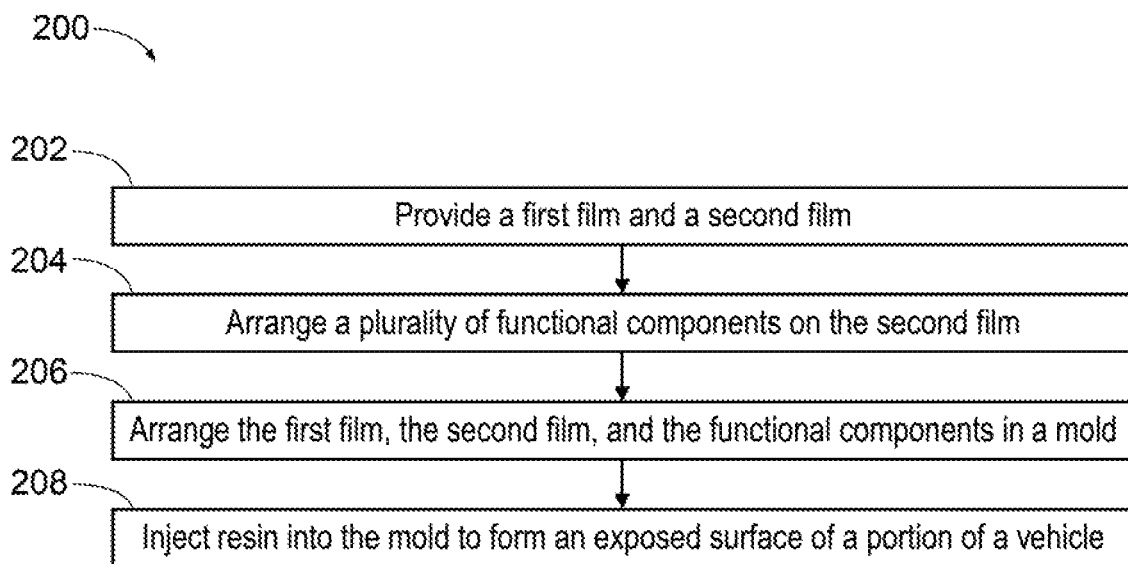 200
202
Provide a first film and a second film
204
Arrange a plurality of functional components on the second film
206
Arrange the first film, the second film, and the functional components in a mold
208
Inject resin into the mold to form an exposed surface of a portion of a vehicle